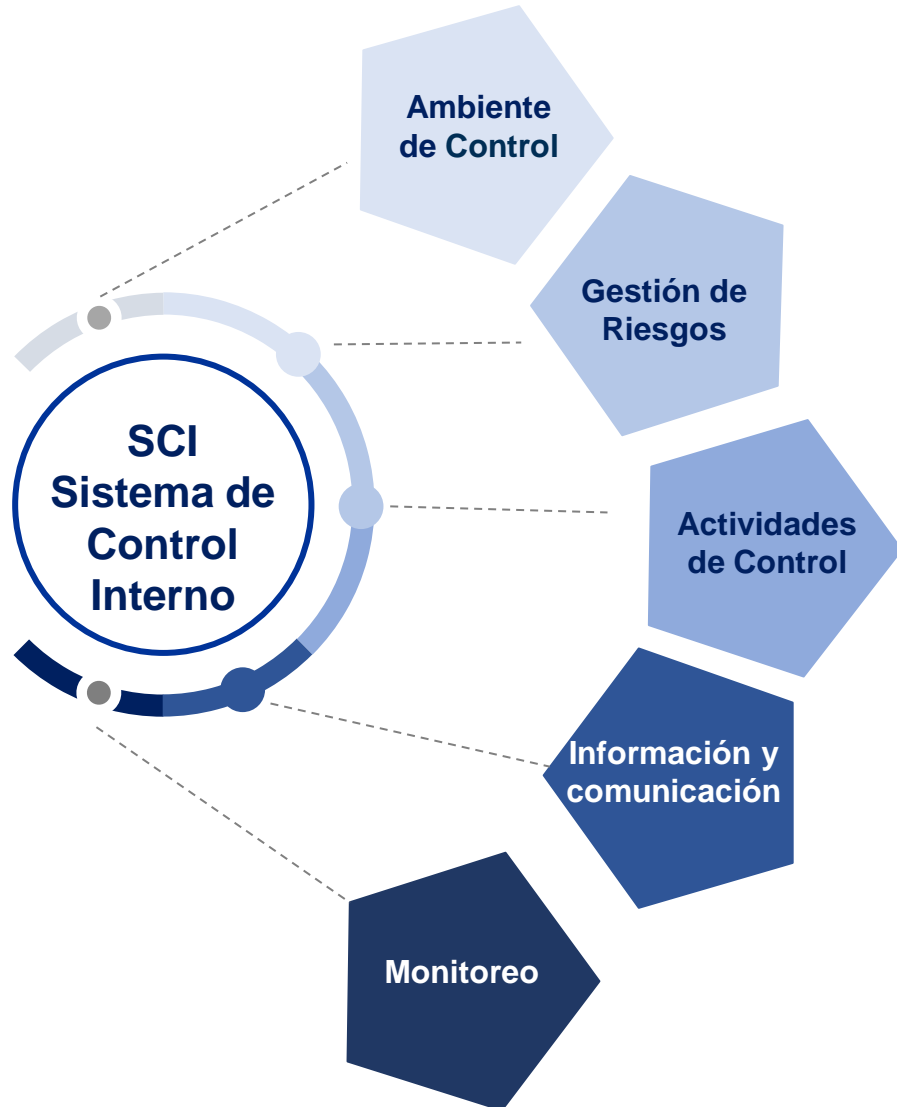 Ambiente
de Control
Gestión de
Riesgos
SCI
Sistema de
Control
Interno
Actividades
de Control
Información y
comunicación
Monitoreo